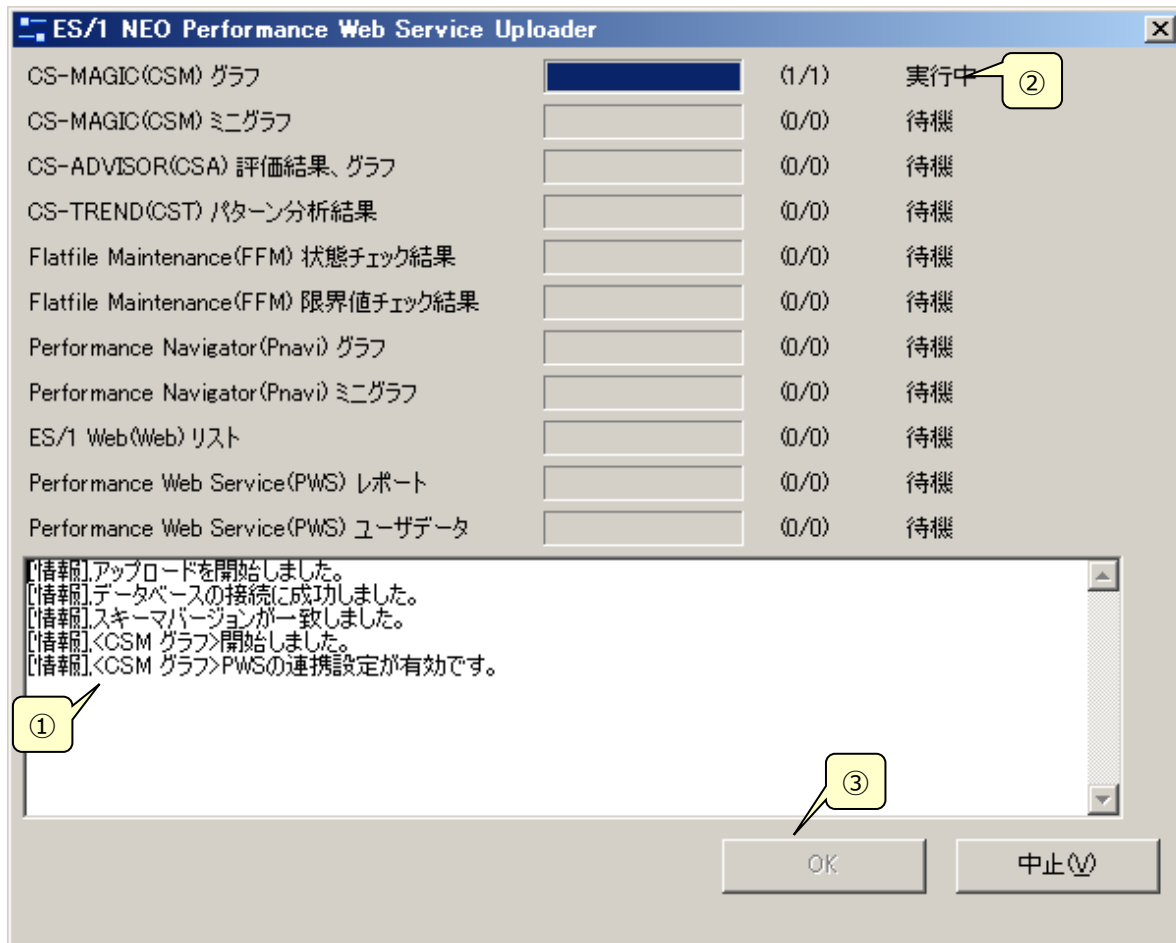 ES/1 NEO Performance Web Service Uploader
CS-MAGIC(CSM) グラフ (1/1) 実行中 ②
CS-MAGIC(CSM) ミニグラフ (0/0) 待機
CS-ADVISOR(CSA) 評価結果、グラフ (0/0) 待機
CS-TREND(CST) パターン分析結果 (0/0) 待機
Flatfile Maintenance(FFM) 状態チェック結果 (0/0) 待機
Flatfile Maintenance(FFM) 限界値チェック結果 (0/0) 待機
Performance Navigator(Pnavi) グラフ (0/0) 待機
Performance Navigator(Pnavi) ミニグラフ (0/0) 待機
ES/1 Web(Web) リスト (0/0) 待機
Performance Web Service(PWS) レポート (0/0) 待機
Performance Web Service(PWS) ユーザデータ (0/0) 待機
[情報],アップロードを開始しました。
[情報],データベースの接続に成功しました。
[情報],スキーマバージョンが一致しました。
[情報],<CSM グラフ>開始しました。
[情報],<CSM グラフ>PWSの連携設定が有効です。
①
③
OK 中止(V)